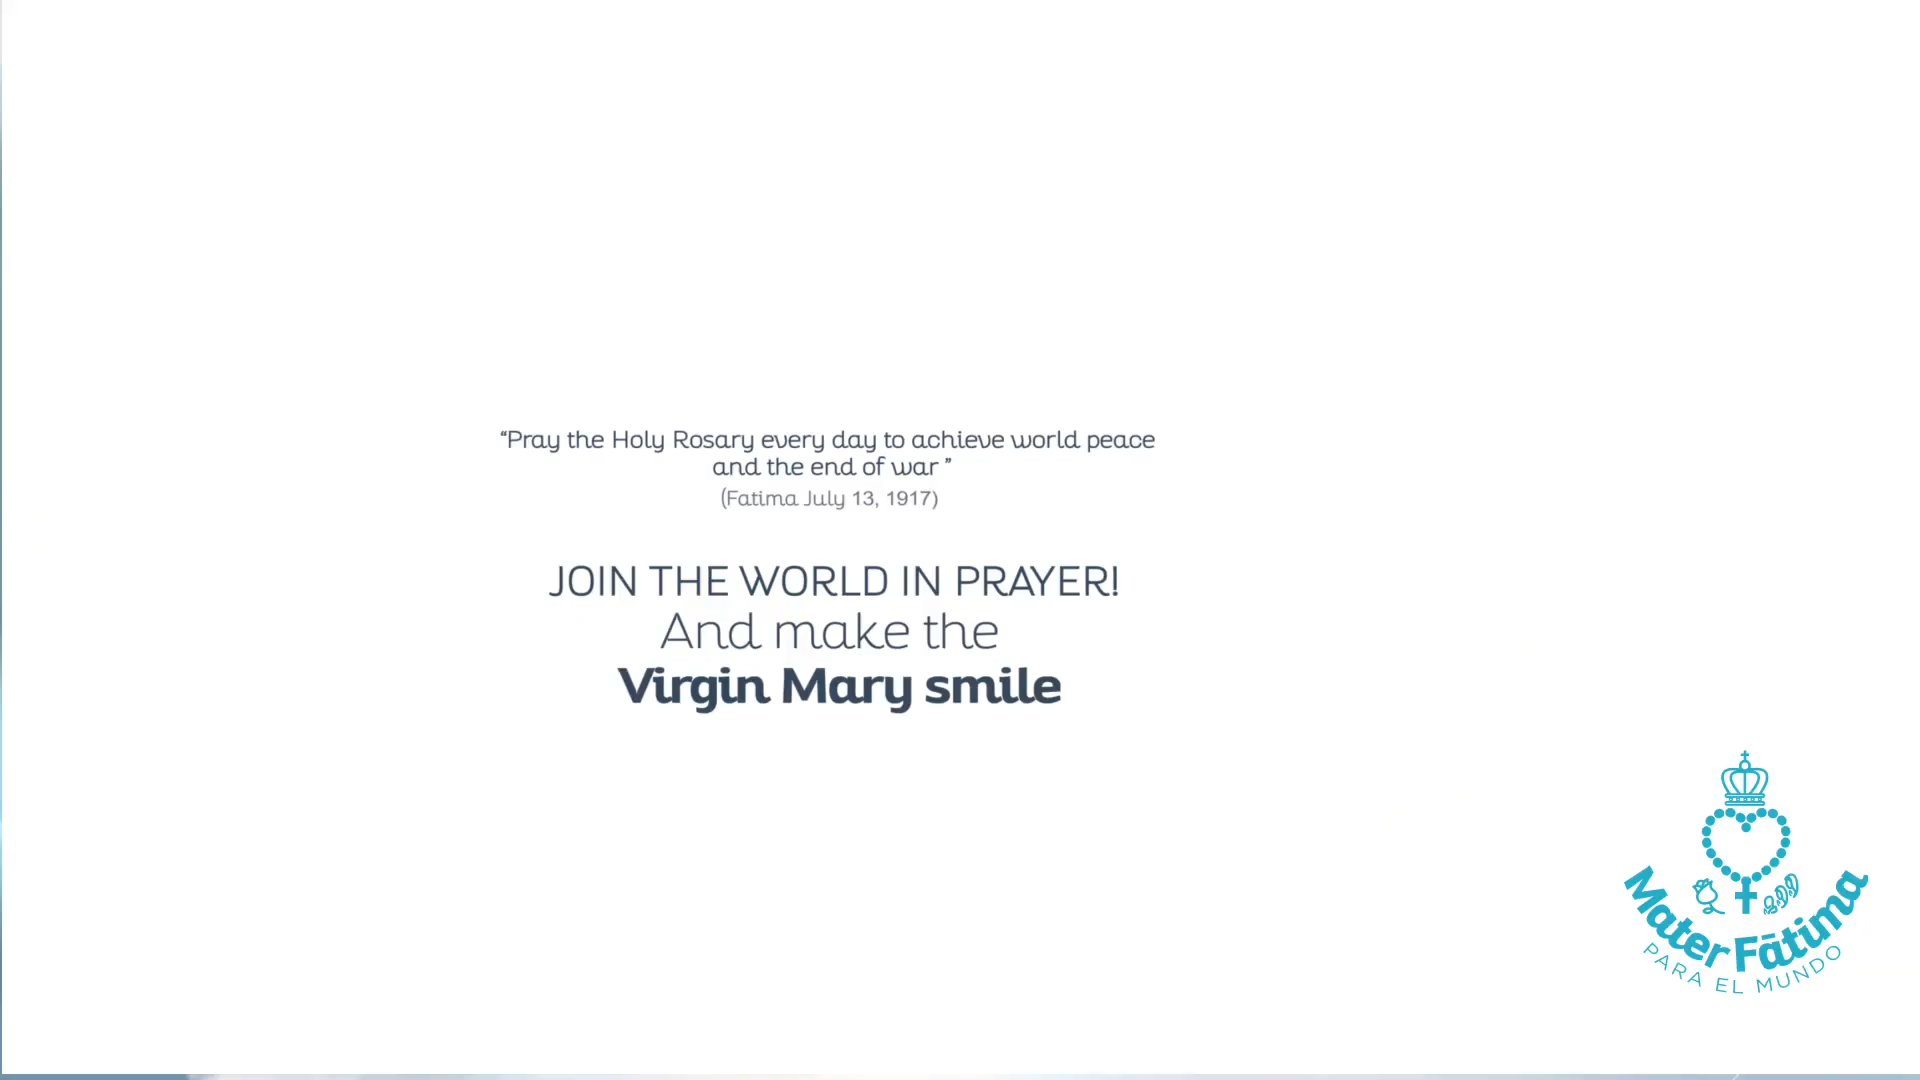 “Pray the Holy Rosary every day to achieve world peace
and the end of war ”
(Fatima July 13, 1917)
JOIN THE WORLD IN PRAYER!
And make the
Virgin Mary smile
Mater Fátima
PARA EL MUNDO